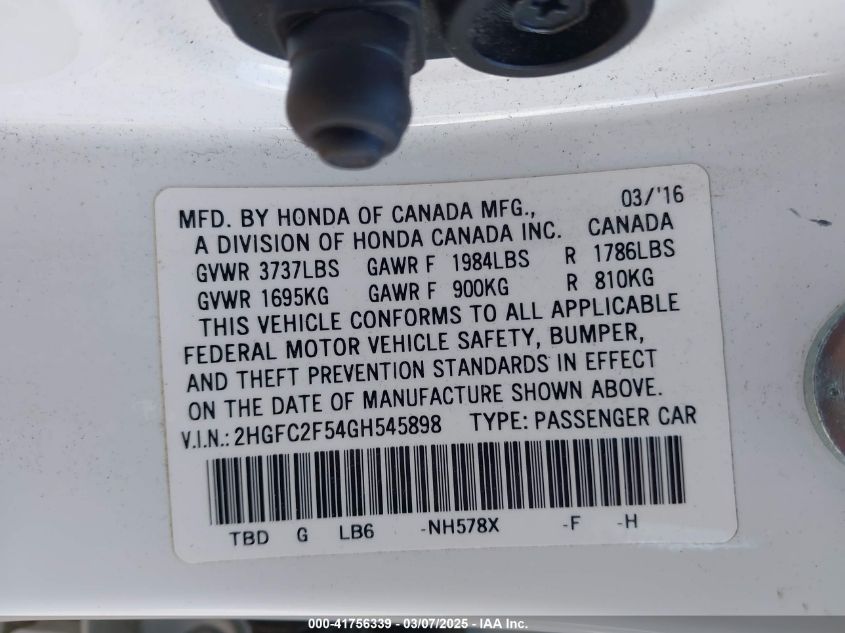 03/'16
MFD. BY HONDA OF CANADA MFG.,
A DIVISION OF HONDA CANADA INC. CANADA
GVWR 3737LBS GAWR F 1984LBS R 1786LBS
GVWR 1695KG GAWR F 900KG R 810KG
THIS VEHICLE CONFORMS TO ALL APPLICABLE
FEDERAL MOTOR VEHICLE SAFETY, BUMPER,
AND THEFT PREVENTION STANDARDS IN EFFECT
ON THE DATE OF MANUFACTURE SHOWN ABOVE.
V.I.N.: 2HGFC2F54GH545898 TYPE: PASSENGER CAR
TBD G LB6 -NH578X -F -H
000-41756339 — 03/07/2025 — IAA Inc.